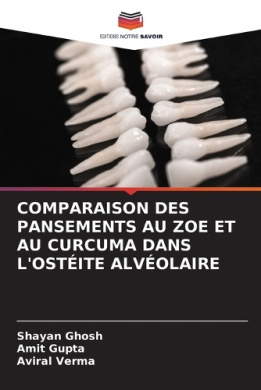 EDITIONS NOTRE SAVOIR
COMPARAISON DES
PANSEMENTS AU ZOE ET
AU CURCUMA DANS
L'OSTÉITE ALVÉOLAIRE
Shayan Ghosh
Amit Gupta
Aviral Verma